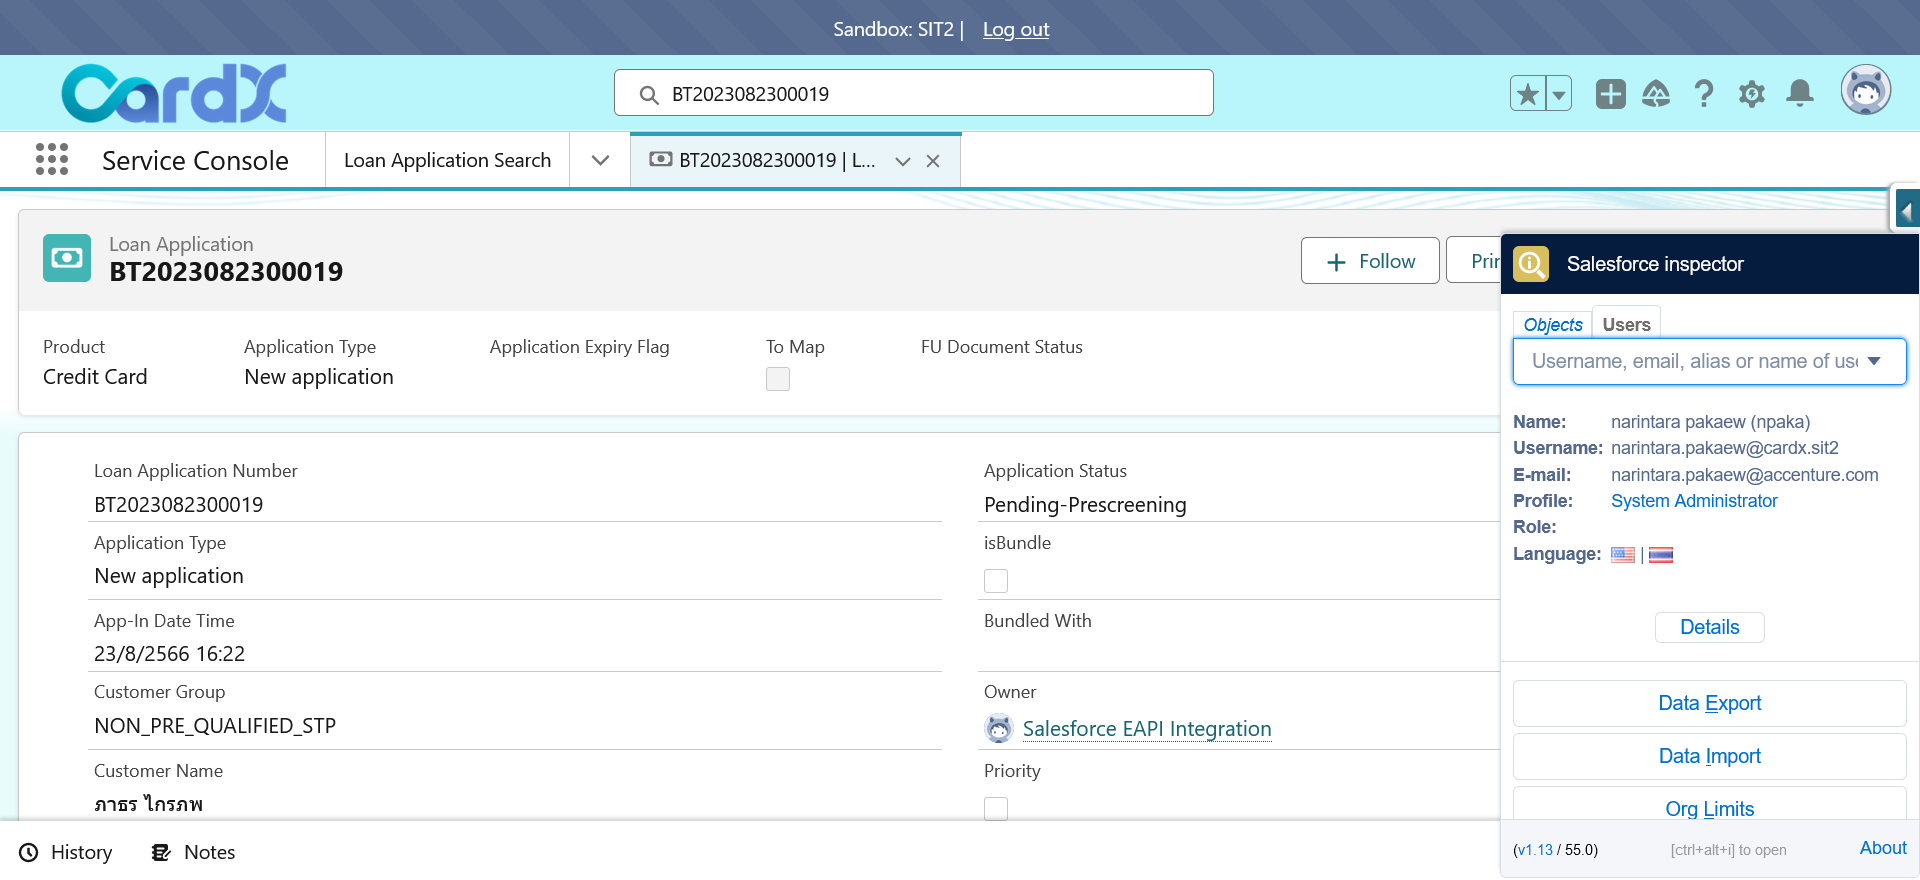 Sandbox: SIT2 | Log out
CardX
BT2023082300019
Service Console
Loan Application Search
BT2023082300019 | L...
Loan Application
BT2023082300019
Follow
Prin
Product
Application Type
Application Expiry Flag
To Map
FU Document Status
Credit Card
New application
Loan Application Number
BT2023082300019
Application Type
New application
App-In Date Time
23/8/2566 16:22
Customer Group
NON_PRE_QUALIFIED_STP
Customer Name
ภาธร ไกรภพ
Application Status
Pending-Prescreening
isBundle
Bundled With
Owner
Salesforce EAPI Integration
Priority
Salesforce inspector
Objects
Users
Username, email, alias or name of use
Name: narintara pakaew (npaka)
Username: narintara.pakaew@cardx.sit2
E-mail: narintara.pakaew@accenture.com
Profile: System Administrator
Role:
Language: |
Details
Data Export
Data Import
Org Limits
(v1.13 / 55.0)
[ctrl+alt+i] to open
About
History
Notes